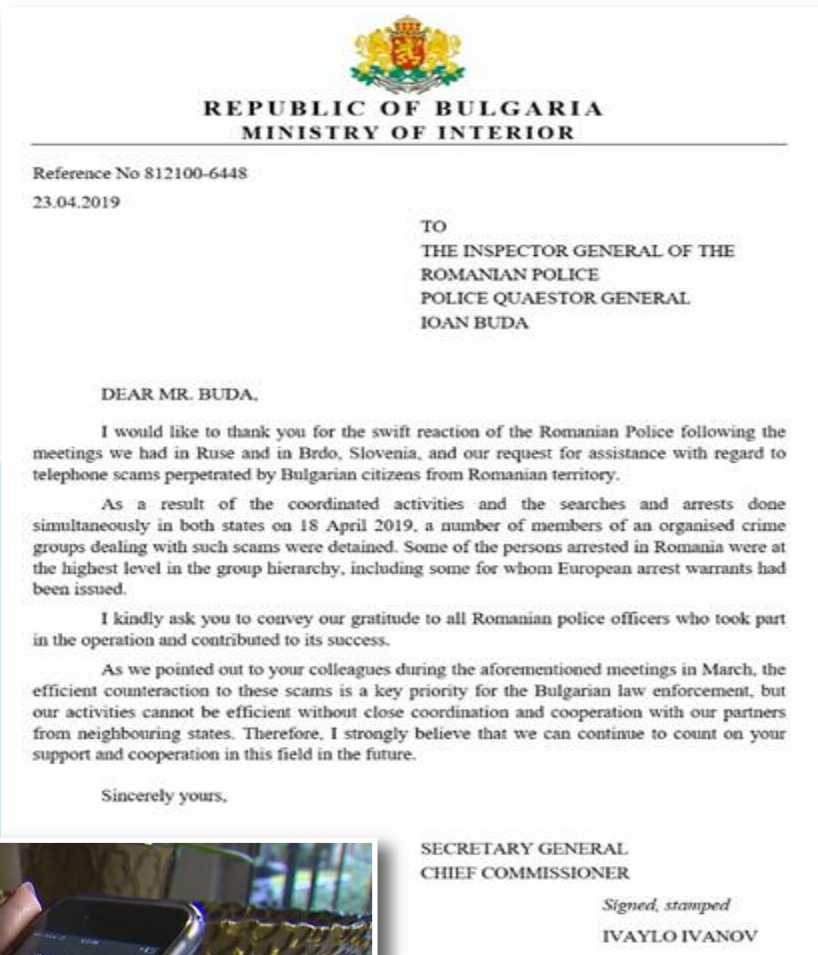 REPUBLIC OF BULGARIA
MINISTRY OF INTERIOR
Reference No 812100-6448
23.04.2019
TO
THE INSPECTOR GENERAL OF THE
ROMANIAN POLICE
POLICE QUAESTOR GENERAL
IOAN BUDA
DEAR MR. BUDA,
I would like to thank you for the swift reaction of the Romanian Police following the
meetings we had in Ruse and in Brdo, Slovenia, and our request for assistance with regard to
telephone scams perpetrated by Bulgarian citizens from Romanian territory.
As a result of the coordinated activities and the searches and arrests done
simultaneously in both states on 18 April 2019, a number of members of an organised crime
groups dealing with such scams were detained. Some of the persons arrested in Romania were at
the highest level in the group hierarchy, including some for whom European arrest warrants had
been issued.
I kindly ask you to convey our gratitude to all Romanian police officers who took part
in the operation and contributed to its success.
As we pointed out to your colleagues during the aforementioned meetings in March, the
efficient counteraction to these scams is a key priority for the Bulgarian law enforcement, but
our activities cannot be efficient without close coordination and cooperation with our partners
from neighbouring states. Therefore, I strongly believe that we can continue to count on your
support and cooperation in this field in the future.
Sincerely yours,
SECRETARY GENERAL
CHIEF COMMISSIONER
Signed, stamped
IVAYLO IVANOV